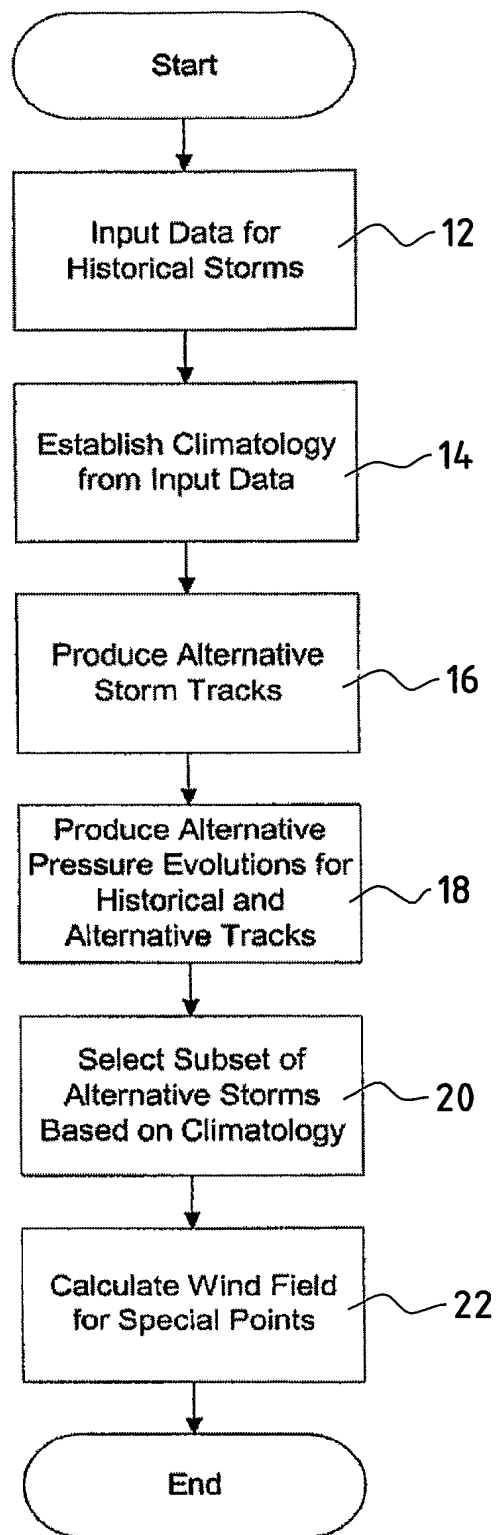 Start
Input Data for
Historical Storms
12
Establish Climatology
from Input Data
14
Produce Alternative
Storm Tracks
16
Produce Alternative
Pressure Evolutions for
Historical and
Alternative Tracks
18
Select Subset of
Alternative Storms
Based on Climatology
20
Calculate Wind Field
for Special Points
22
End